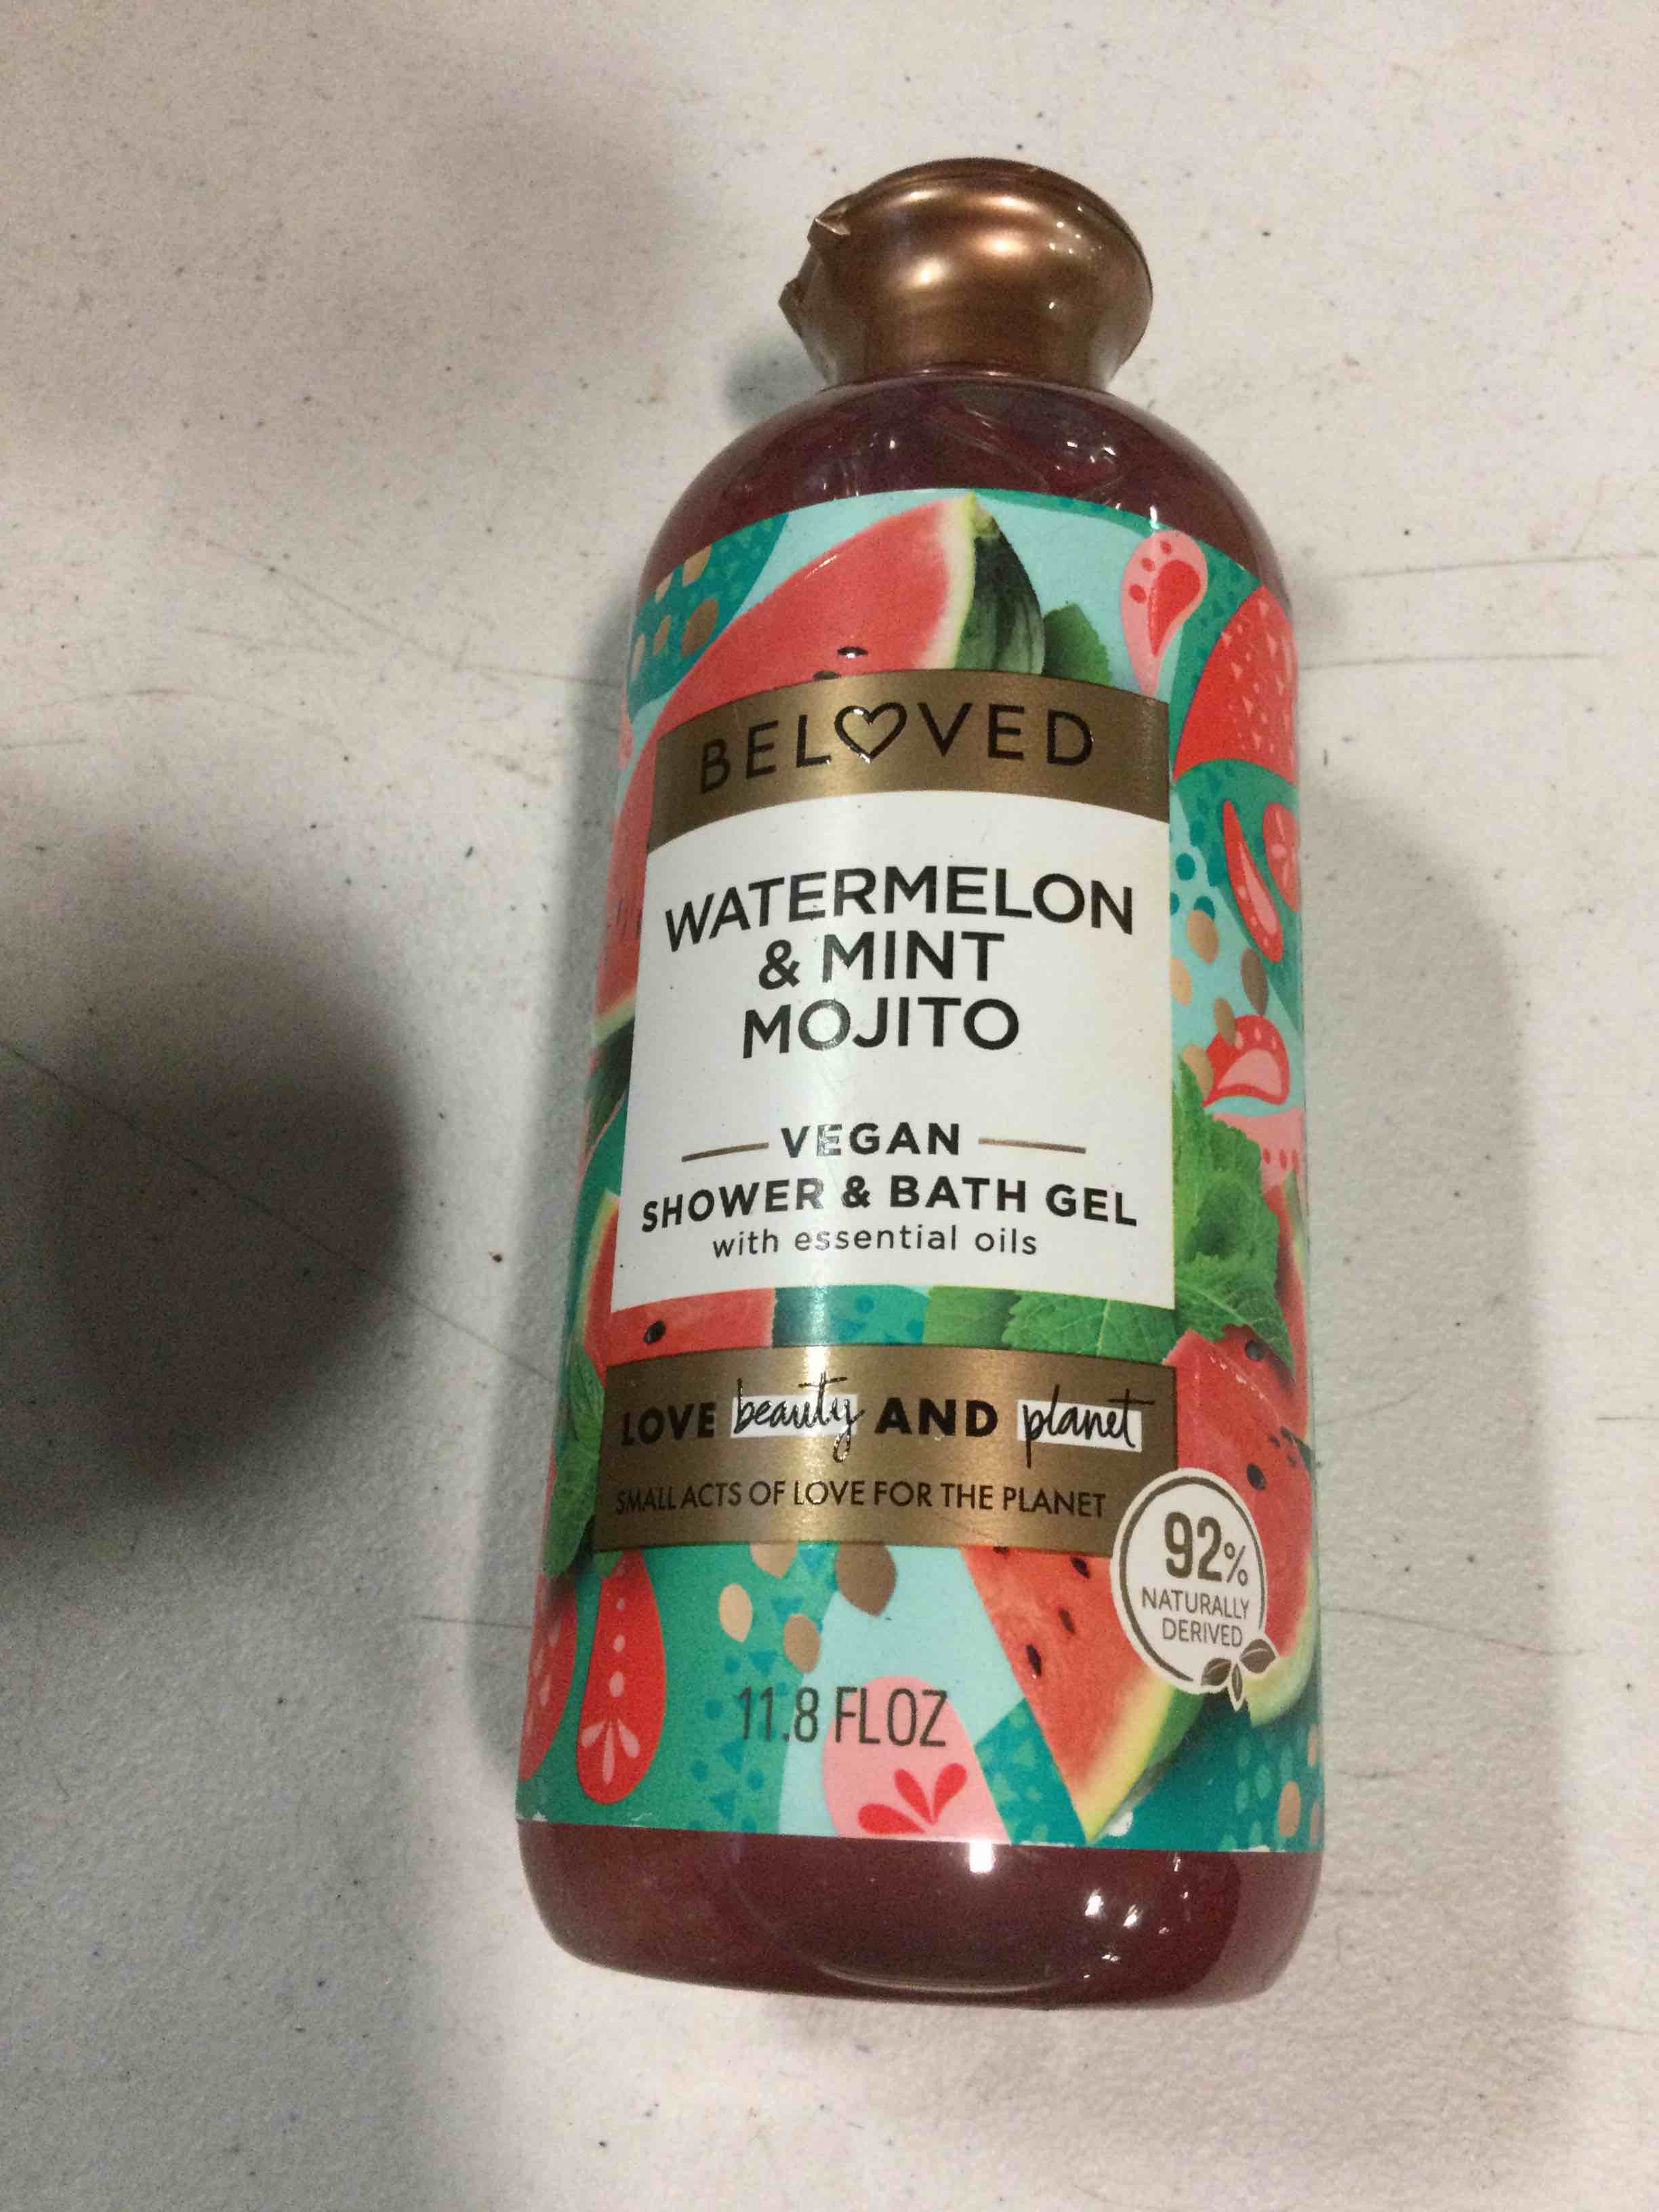 BELOVED
WATERMELON
& MINT
MOJITO
VEGAN
SHOWER & BATH GEL
with essential oils
LOVE beauty AND planet
SMALL ACTS OF LOVE FOR THE PLANET
92%
NATURALLY
DERIVED
11.8 FL OZ